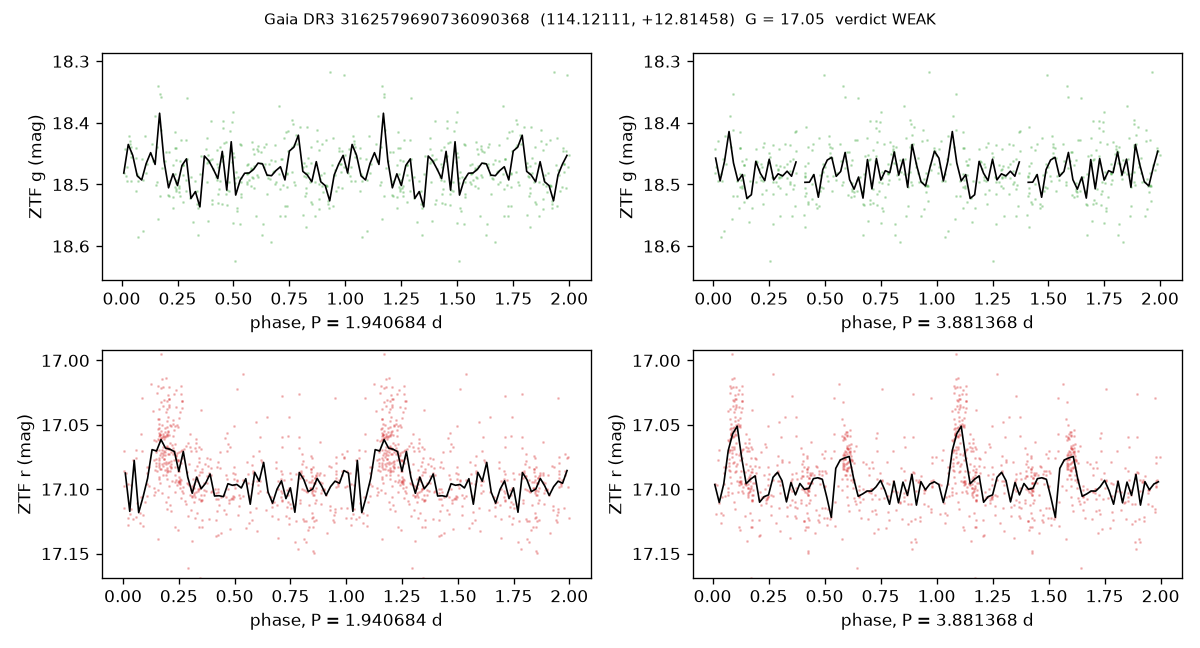 Gaia DR3 3162579690736090368  (114.12111, +12.81458)  G = 17.05  verdict WEAK
ZTF g (mag)
18.3
18.4
18.5
18.6
0.00 0.25 0.50 0.75 1.00 1.25 1.50 1.75 2.00
phase, P = 1.940684 d
ZTF g (mag)
18.3
18.4
18.5
18.6
0.00 0.25 0.50 0.75 1.00 1.25 1.50 1.75 2.00
phase, P = 3.881368 d
ZTF r (mag)
17.00
17.05
17.10
17.15
0.00 0.25 0.50 0.75 1.00 1.25 1.50 1.75 2.00
phase, P = 1.940684 d
ZTF r (mag)
17.00
17.05
17.10
17.15
0.00 0.25 0.50 0.75 1.00 1.25 1.50 1.75 2.00
phase, P = 3.881368 d